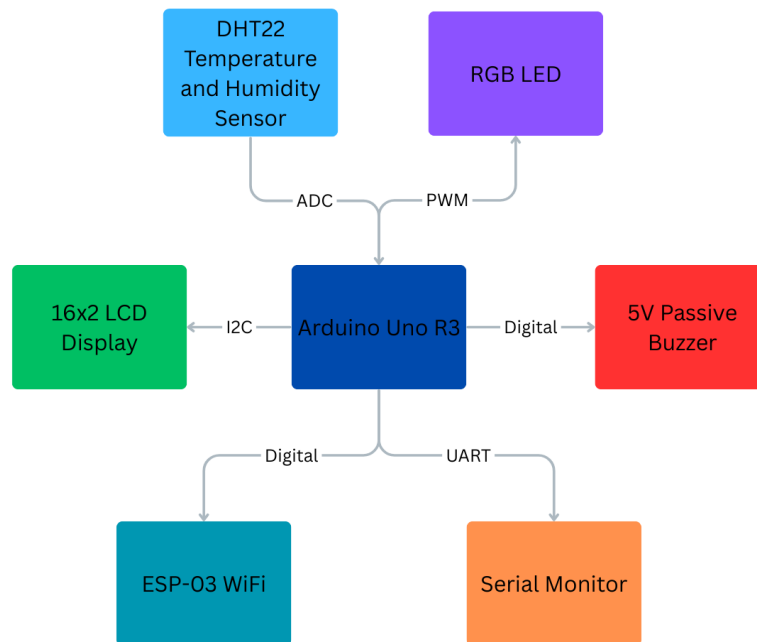 DHT22
Temperature
and Humidity
Sensor
RGB LED
ADC
PWM
16x2 LCD
Display
I2C
Arduino Uno R3
Digital
5V Passive
Buzzer
Digital
UART
ESP-03 WiFi
Serial Monitor